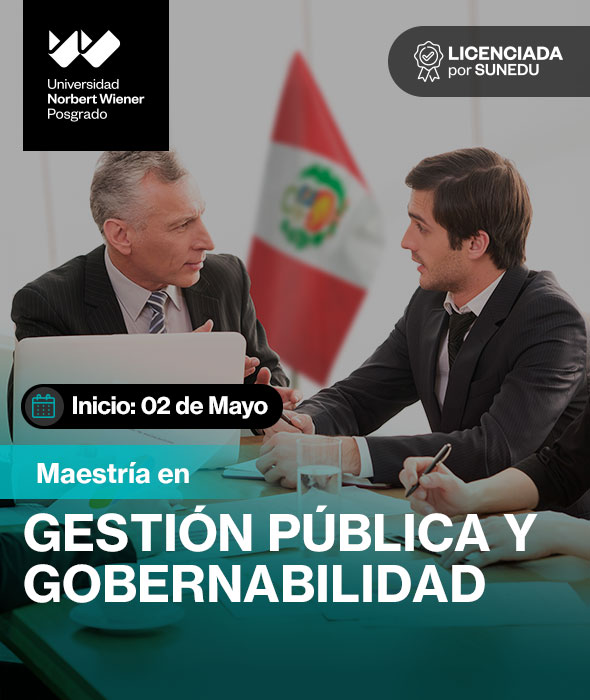 Universidad
Norbert Wiener
Posgrado
LICENCIADA
por SUNEDU
Inicio: 02 de Mayo
Maestría en
GESTIÓN PÚBLICA Y
GOBERNABILIDAD